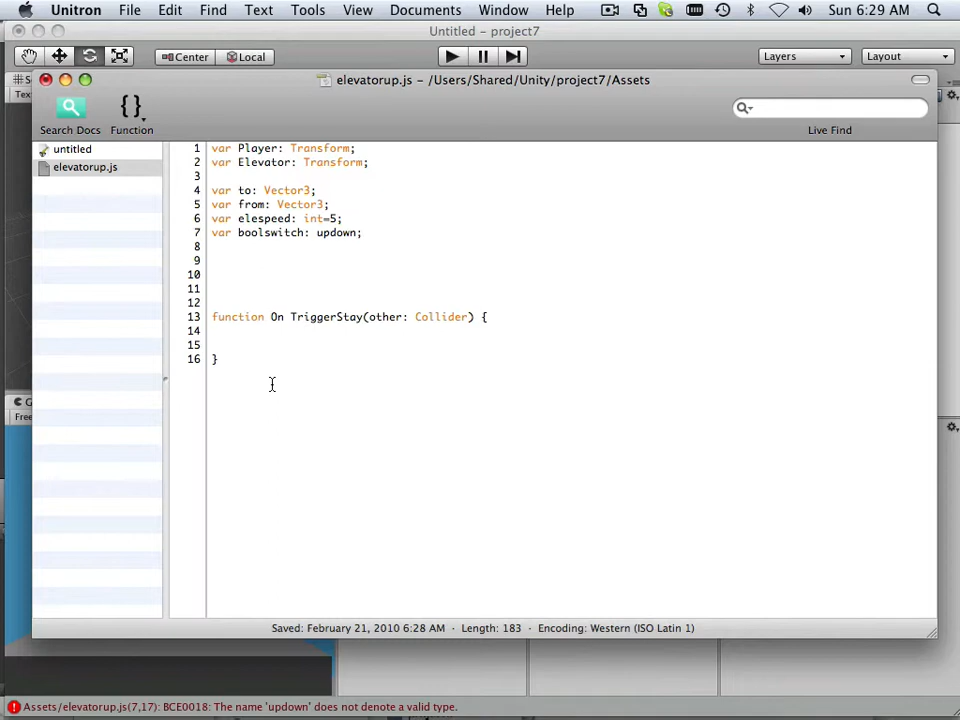 Unitron File Edit Find Text Tools Documents Window Help Sun 6:29 AM
Untitled - project7
Center Local Layers Layout
elevatorup.js – /Users/Shared/Unity/project7/Assets
Search Docs Function Live Find
untitled
elevatorup.js
1 var Player: Transform;
2 var Elevator: Transform;
3
4 var to: Vector3;
5 var from: Vector3;
6 var elespeed: int=5;
7 var boolswitch: updown;
8
9
10
11
12
13 function On TriggerStay(other: Collider) {
14
15
16 }
Free
Saved: February 21, 2010 6:28 AM · Length: 183 · Encoding: Western (ISO Latin 1)
Assets/elevatorup.js(7,17): BCE0018: The name 'updown' does not denote a valid type.